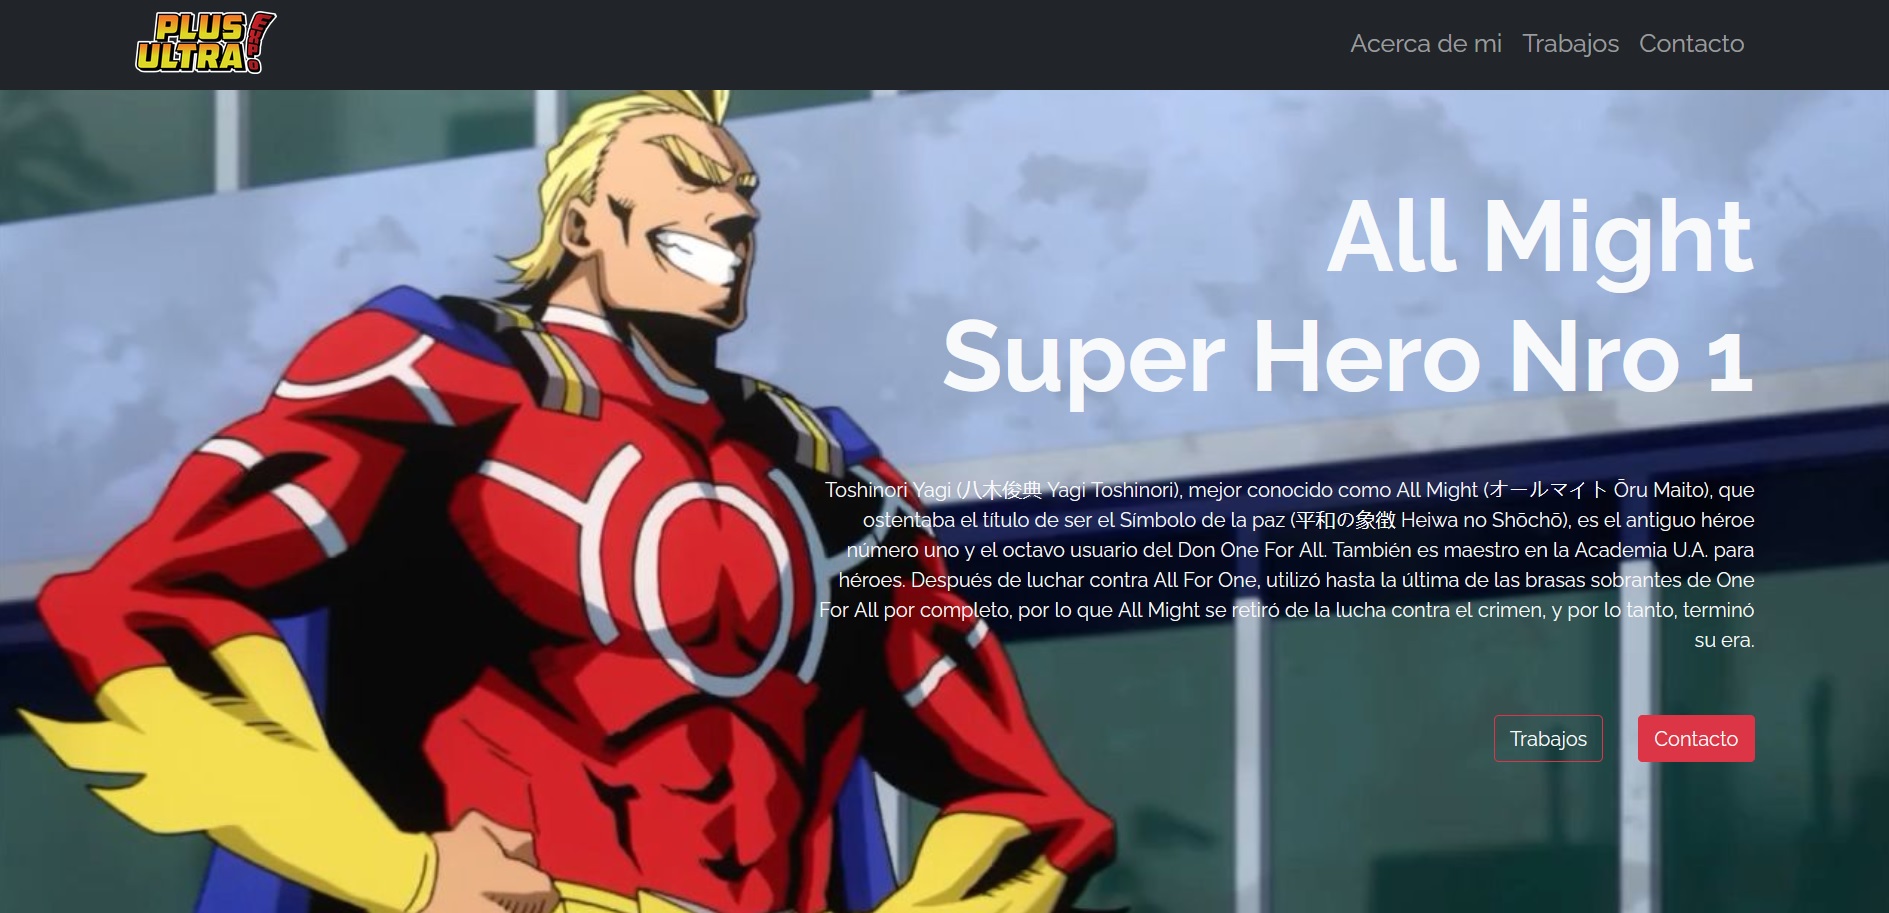 PLUS
ULTRA!
EXPO
Acerca de mi Trabajos Contacto
All Might
Super Hero Nro 1
Toshinori Yagi (八木俊典 Yagi Toshinori), mejor conocido como All Might (オールマイト Ōru Maito), que
ostentaba el título de ser el Símbolo de la paz (平和の象徴 Heiwa no Shōchō), es el antiguo héroe
número uno y el octavo usuario del Don One For All. También es maestro en la Academia U.A. para
héroes. Después de luchar contra All For One, utilizó hasta la última de las brasas sobrantes de One
For All por completo, por lo que All Might se retiró de la lucha contra el crimen, y por lo tanto, terminó
su era.
Trabajos Contacto